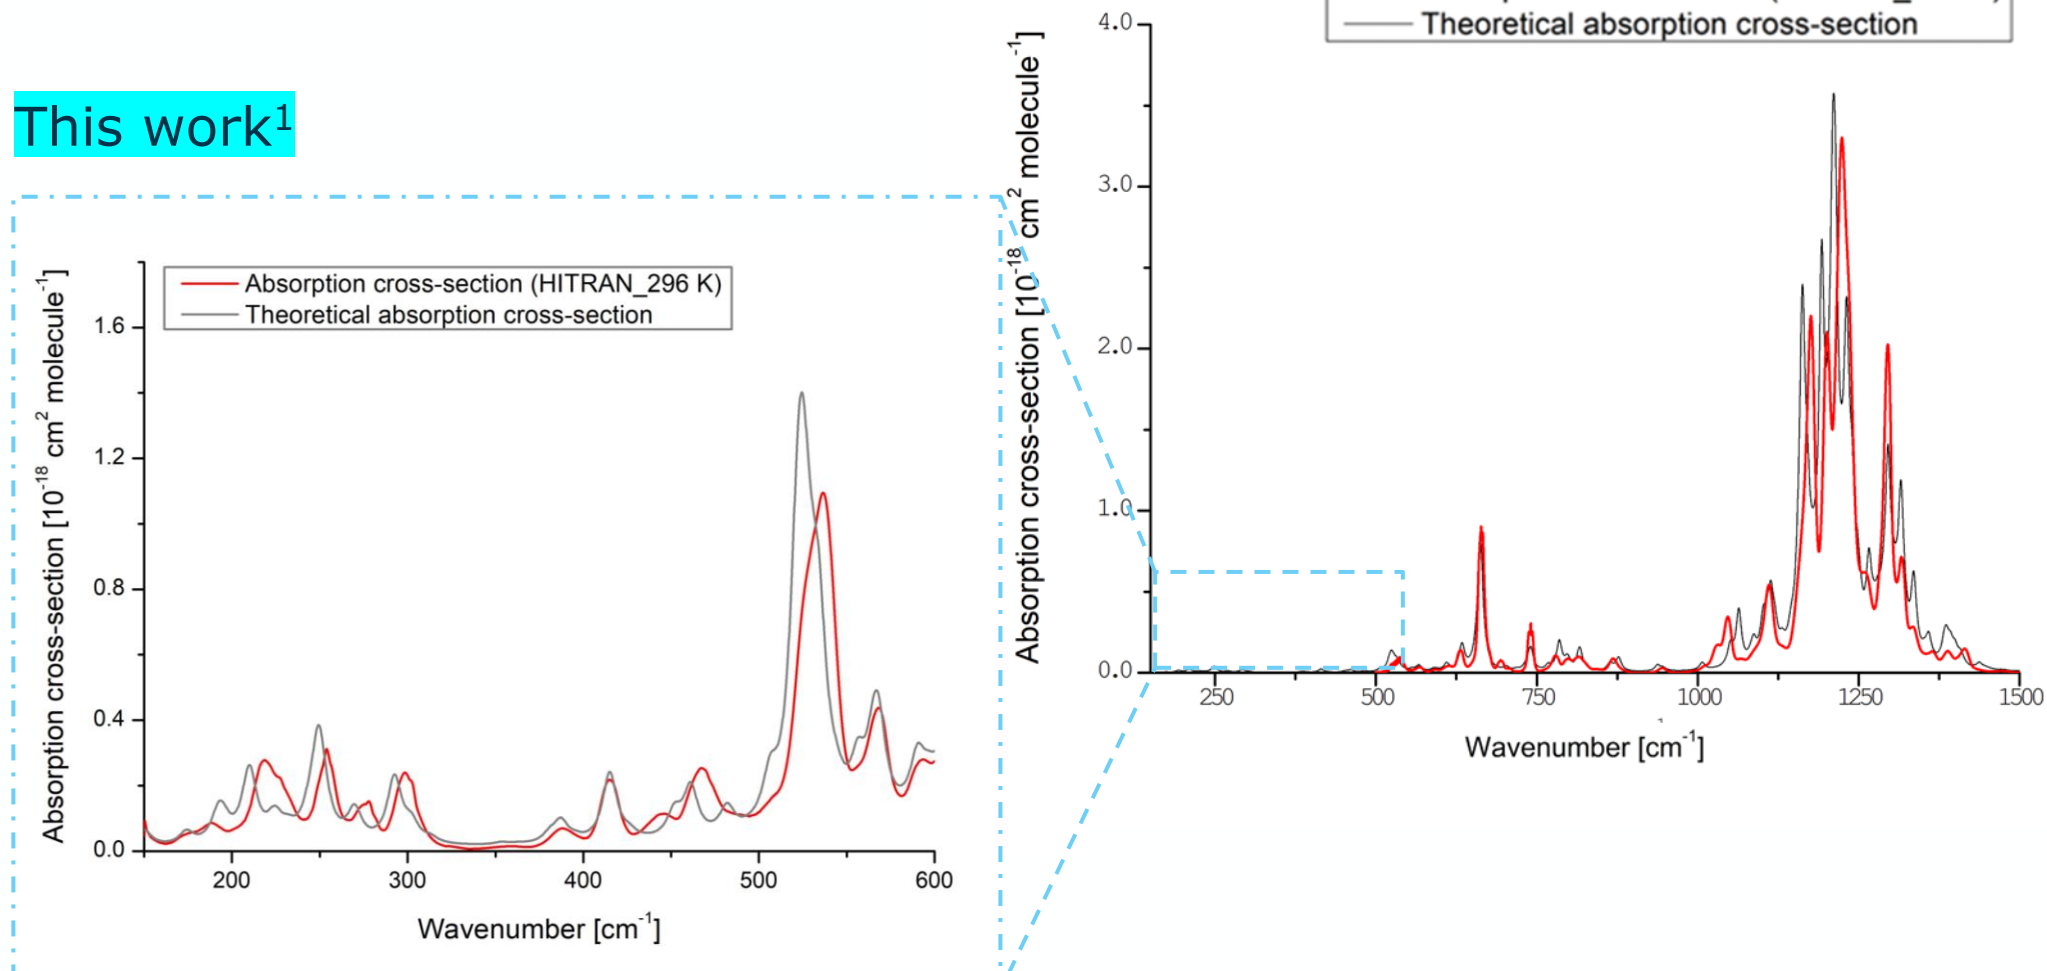 This work¹
Absorption cross-section (HITRAN_296 K)
Theoretical absorption cross-section
Absorption cross-section [10⁻¹⁸ cm² molecule⁻¹]
1.6
1.2
0.8
0.4
0.0
200 300 400 500 600
Wavenumber [cm⁻¹]
Theoretical absorption cross-section
Absorption cross-section [10⁻¹⁸ cm² molecule⁻¹]
4.0
3.0
2.0
1.0
0.0
250 500 750 1000 1250 1500
Wavenumber [cm⁻¹]